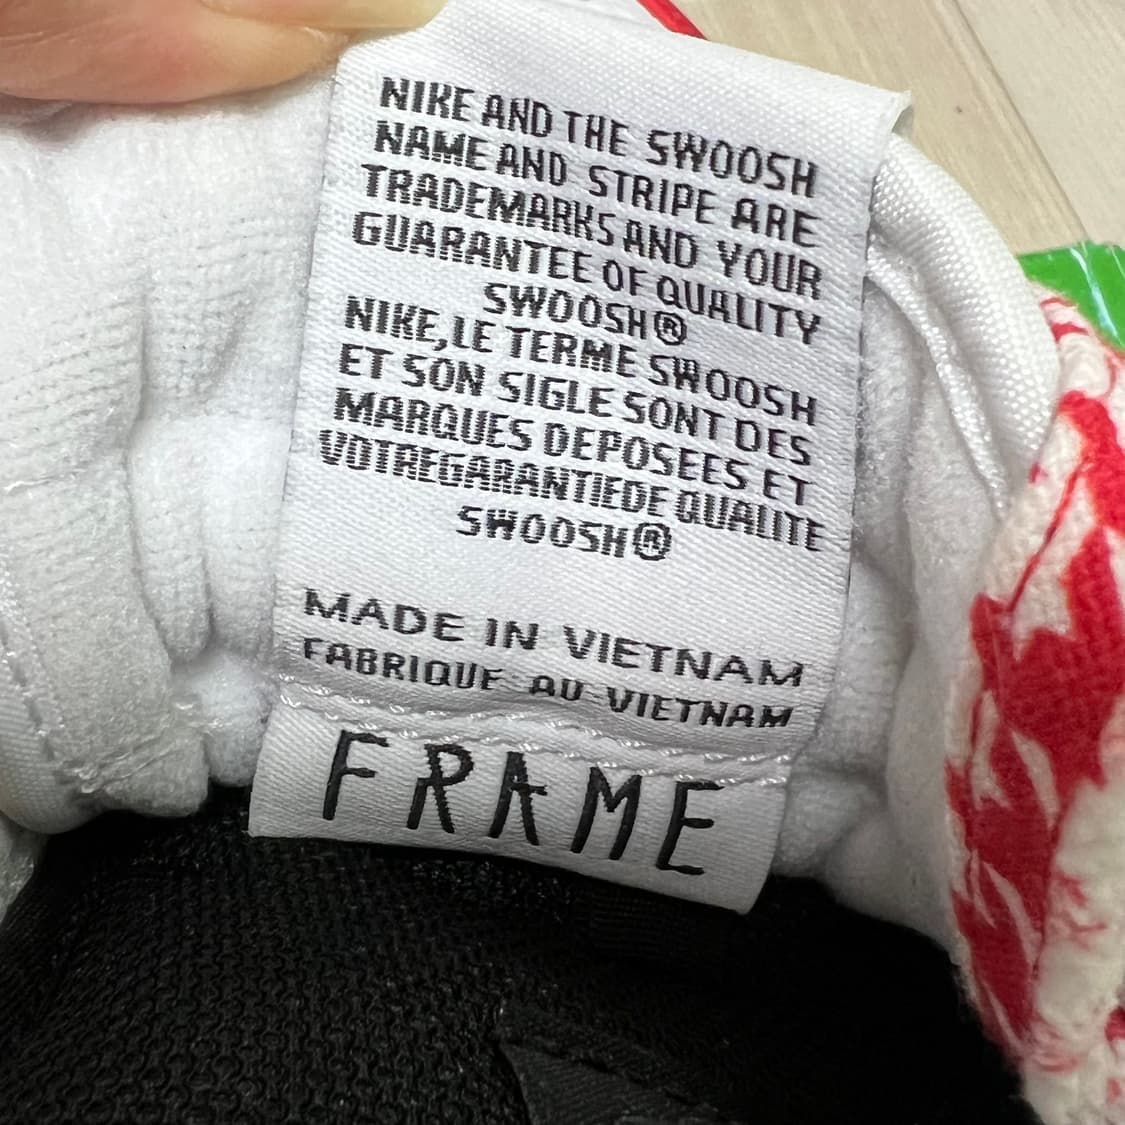 NIKE AND THE SWOOSH
NAME AND STRIPE ARE
TRADEMARKS AND YOUR
GUARANTEE OF QUALITY
SWOOSH®
NIKE, LE TERME SWOOSH
ET SON SIGLE SONT DES
MARQUES DEPOSEES ET
VOTREGARANTIEDE QUALITE
SWOOSH®
MADE IN VIETNAM
FABRIQUE AU VIETNAM
FRAME